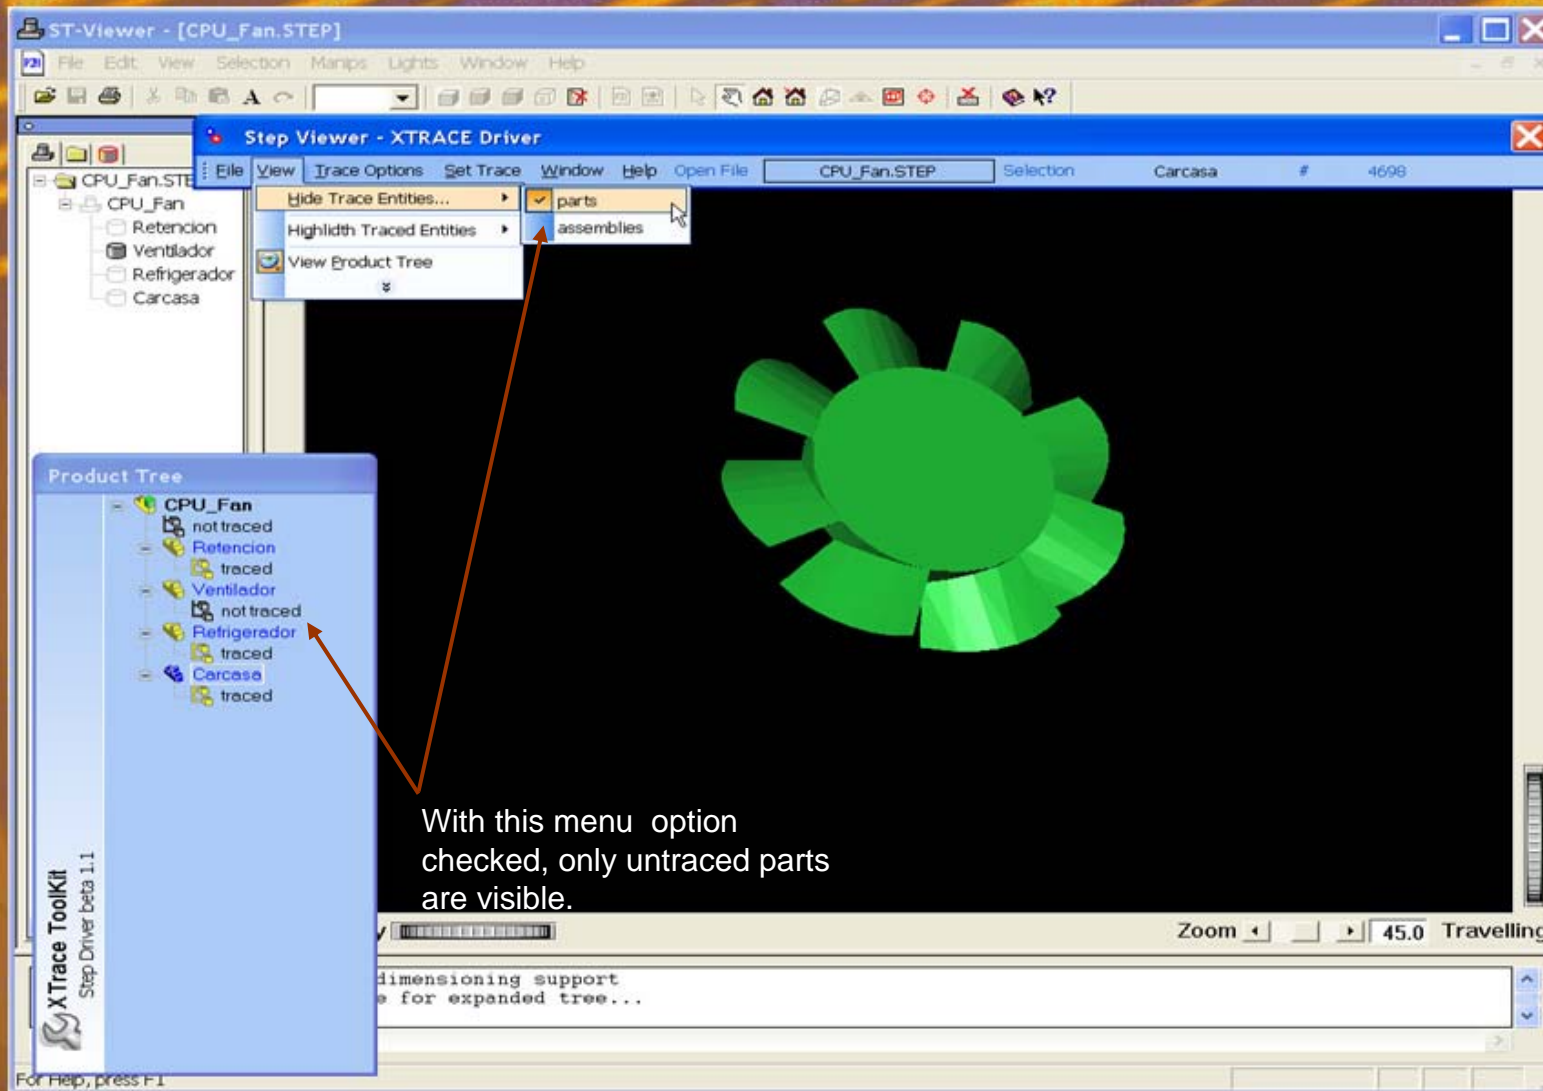 ST-Viewer - [CPU_Fan.STEP]
File Edit View Selection Manips Lights Window Help
Step Viewer - XTRACE Driver
File View Trace Options Set Trace Window Help Open File CPU_Fan.STEP Selection Carcasa # 4698
CPU_Fan.STE
CPU_Fan
Retencion
Ventilador
Refrigerador
Carcasa
Hide Trace Entities...
Highlidth Traced Entities
View Product Tree
parts
assemblies
Product Tree
CPU_Fan
not traced
Retencion
traced
Ventilador
not traced
Refrigerador
traced
Carcasa
traced
XTrace ToolKit
Step Driver beta 1.1
With this menu option
checked, only untraced parts
are visible.
y
Zoom 45.0 Travelling
dimensioning support
e for expanded tree...
For Help, press F1